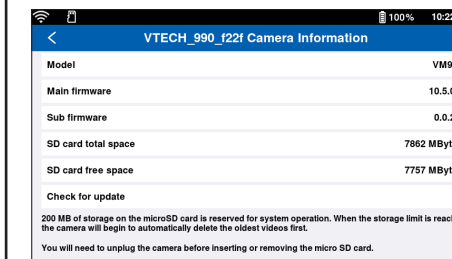 100% 10:22
VTECH_990_f22f Camera Information
Model VM9
Main firmware 10.5.0
Sub firmware 0.0.2
SD card total space 7862 MByt
SD card free space 7757 MByt
Check for update
200 MB of storage on the microSD card is reserved for system operation. When the storage limit is reac
the camera will begin to automatically delete the oldest videos first.
You will need to unplug the camera before inserting or removing the micro SD card.